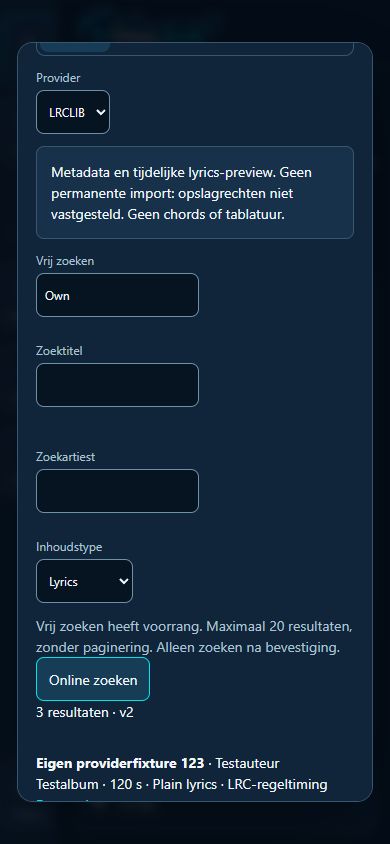 Provider
LRCLIB
Metadata en tijdelijke lyrics-preview. Geen
permanente import: opslagrechten niet
vastgesteld. Geen chords of tablatuur.
Vrij zoeken
Own
Zoektitel
Zoekartiest
Inhoudstype
Lyrics
Vrij zoeken heeft voorrang. Maximaal 20 resultaten,
zonder paginering. Alleen zoeken na bevestiging.
Online zoeken
3 resultaten · v2
Eigen providerfixture 123 · Testauteur
Testalbum · 120 s · Plain lyrics · LRC-regeltiming